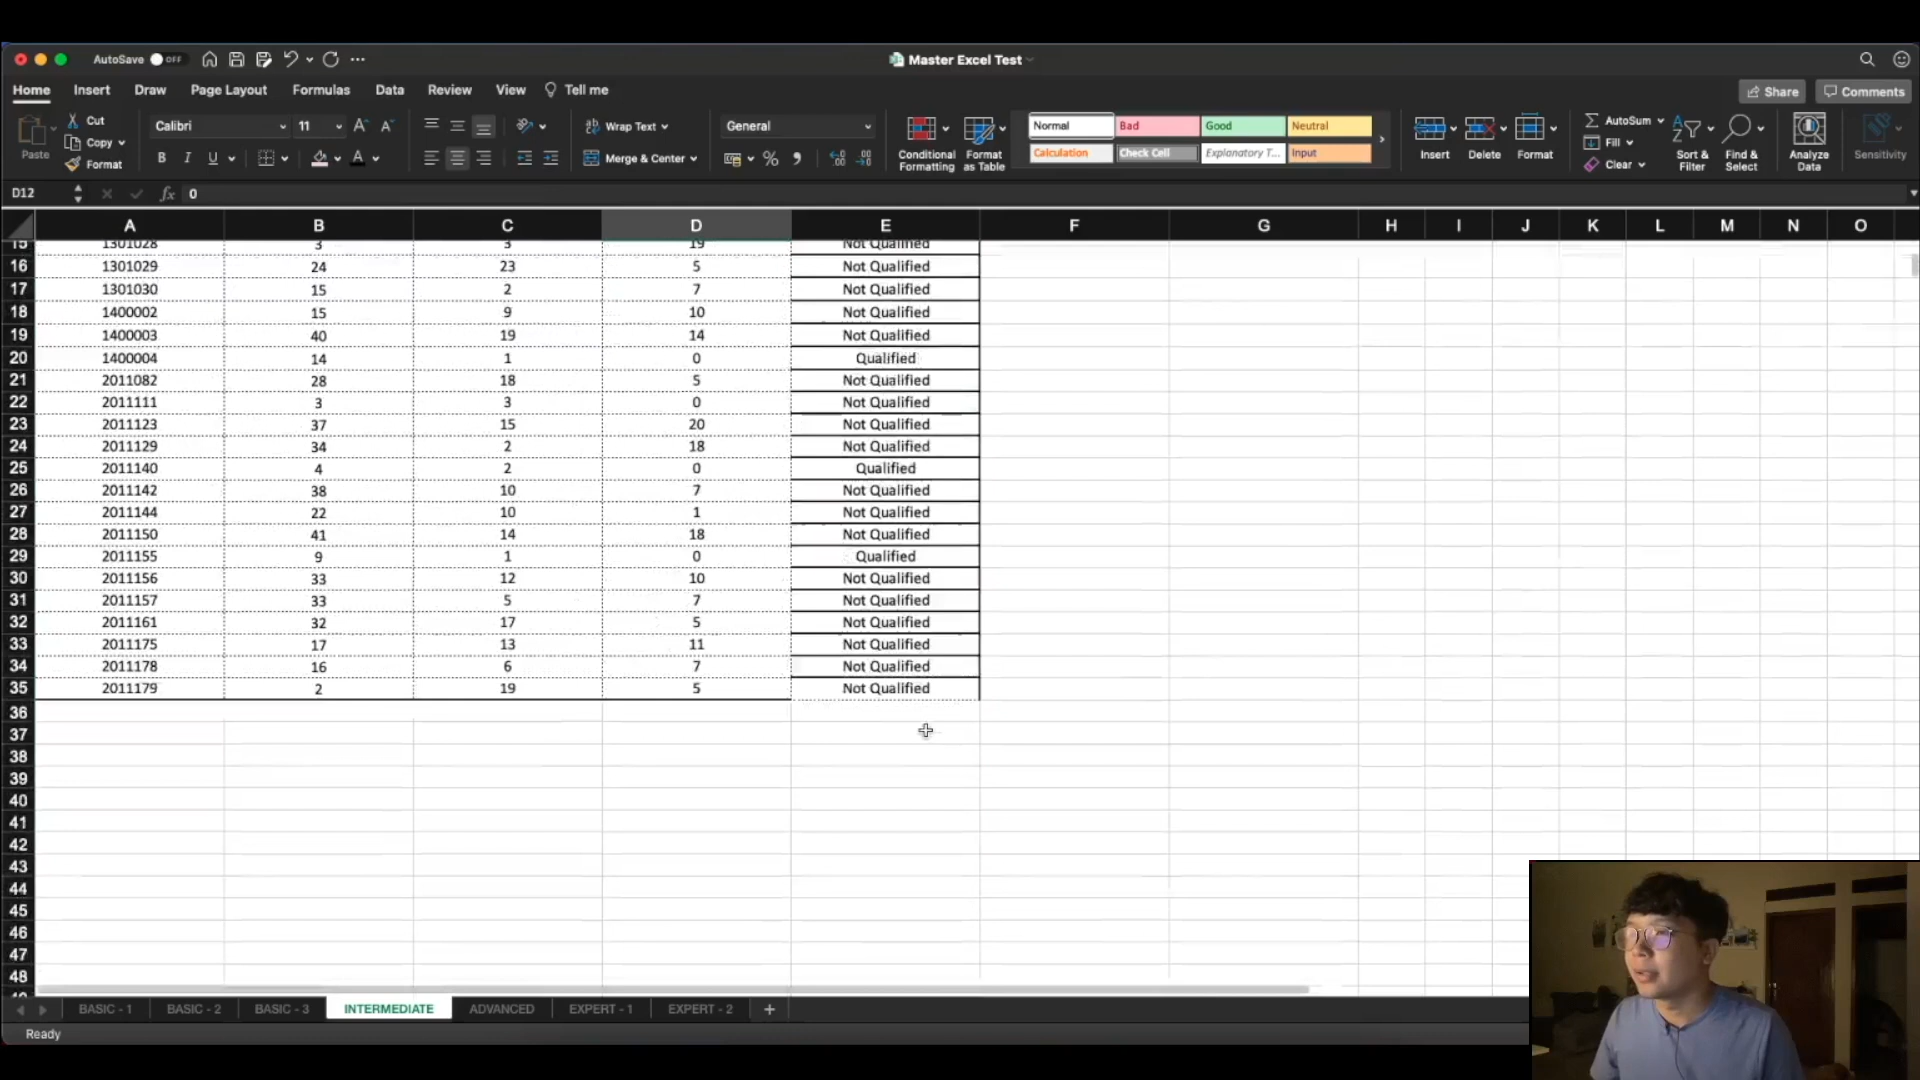 AutoSave OFF
Master Excel Test
Home Insert Draw Page Layout Formulas Data Review View Tell me
Share Comments
Paste
Cut
Copy
Format
Calibri 11
B I U
Wrap Text
Merge & Center
General
Conditional Formatting
Format as Table
Normal Bad Good Neutral
Calculation Check Cell Explanatory T... Input
Insert Delete Format
AutoSum
Fill
Clear
Sort & Filter
Find & Select
Analyze Data
Sensitivity
D12 fx 0
A B C D E F G H I J K L M N O
15 1301028 3 3 19 Not Qualified
16 1301029 24 23 5 Not Qualified
17 1301030 15 2 7 Not Qualified
18 1400002 15 9 10 Not Qualified
19 1400003 40 19 14 Not Qualified
20 1400004 14 1 0 Qualified
21 2011082 28 18 5 Not Qualified
22 2011111 3 3 0 Not Qualified
23 2011123 37 15 20 Not Qualified
24 2011129 34 2 18 Not Qualified
25 2011140 4 2 0 Qualified
26 2011142 38 10 7 Not Qualified
27 2011144 22 10 1 Not Qualified
28 2011150 41 14 18 Not Qualified
29 2011155 9 1 0 Qualified
30 2011156 33 12 10 Not Qualified
31 2011157 33 5 7 Not Qualified
32 2011161 32 17 5 Not Qualified
33 2011175 17 13 11 Not Qualified
34 2011178 16 6 7 Not Qualified
35 2011179 2 19 5 Not Qualified
36
37
38
39
40
41
42
43
44
45
46
47
48
BASIC - 1 BASIC - 2 BASIC - 3 INTERMEDIATE ADVANCED EXPERT - 1 EXPERT - 2 +
Ready